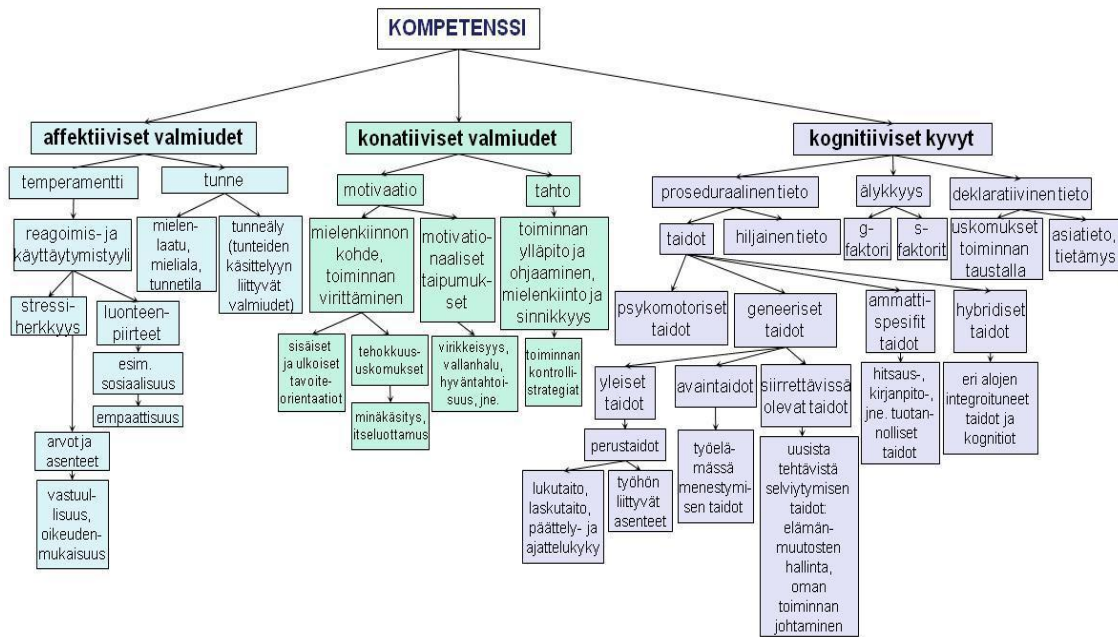 KOMPETENSSI
affektiiviset valmiudet
konatiiviset valmiudet
kognitiiviset kyvyt
temperamentti
tunne
motivaatio
tahto
proseduraalinen tieto
älykkyys
deklaratiivinen tieto
reagoimis- ja
käyttäytymistyyli
mielen-
laatu,
mieliala,
tunnetila
tunneäly
(tunteiden
käsittelyyn
liittyvät
valmiudet)
mielenkiinnon
kohde,
toiminnan
virittäminen
motivatio-
naaliset
taipumuk-
set
toiminnan
ylläpito ja
ohjaaminen,
mielenkiinto ja
sinnikkyys
taidot
hiljainen tieto
g-
faktori
s-
faktorit
uskomukset
toiminnan
taustalla
asiatieto,
tietämys
stressi-
herkkyys
luonteen-
piirteet
esim.
sosiaalisuus
empaattisuus
arvot ja
asenteet
vastuul-
lisuus,
oikeuden-
mukaisuus
sisäiset
ja ulkoiset
tavoite-
orientaatiot
tehokkuus-
uskomukset
minäkäsitys,
itseluottamus
virikkeisyys,
vallanhalu,
hyväntahtoi-
suus, jne.
toiminnan
kontrolli-
strategiat
psykomotoriset
taidot
geneeriset
taidot
ammatti-
spesifit
taidot
hybridiset
taidot
yleiset
taidot
avaintaidot
siirrettävissä
olevat taidot
hitsaus-,
kirjanpito-,
jne. tuotan-
nolliset
taidot
eri alojen
integroituneet
taidot ja
kognitiot
perustaidot
lukutaito,
laskutaito,
päättely- ja
ajattelukyky
työhön
liittyvät
asenteet
työelä-
mässä
menestymi-
sen taidot
uusista
tehtävistä
selviytymisen
taidot:
elämän-
muutosten
hallinta,
oman
toiminnan
johtaminen